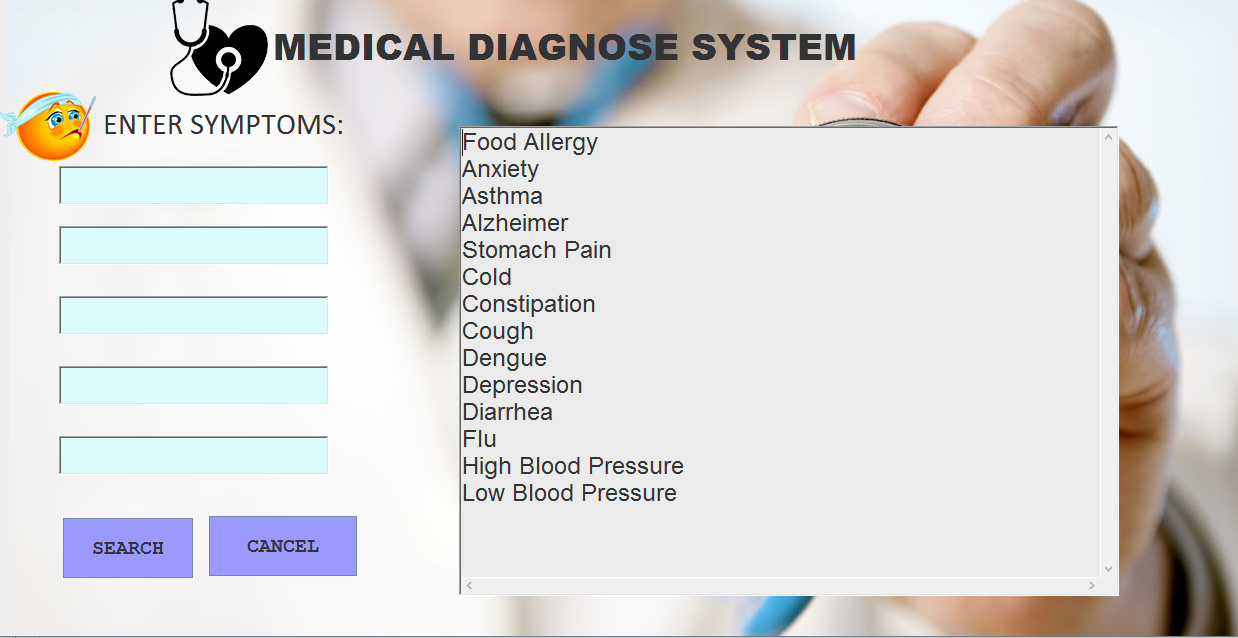 MEDICAL DIAGNOSE SYSTEM
ENTER SYMPTOMS:
Food Allergy
Anxiety
Asthma
Alzheimer
Stomach Pain
Cold
Constipation
Cough
Dengue
Depression
Diarrhea
Flu
High Blood Pressure
Low Blood Pressure
SEARCH
CANCEL